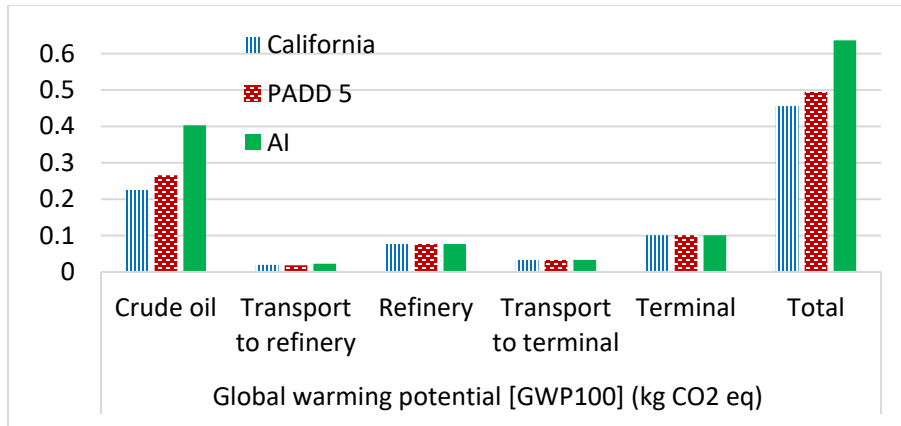 0.6
0.5
0.4
0.3
0.2
0.1
0
California
PADD 5
AI
Crude oil
Transport
to refinery
Refinery
Transport
to terminal
Terminal
Total
Global warming potential [GWP100] (kg CO2 eq)